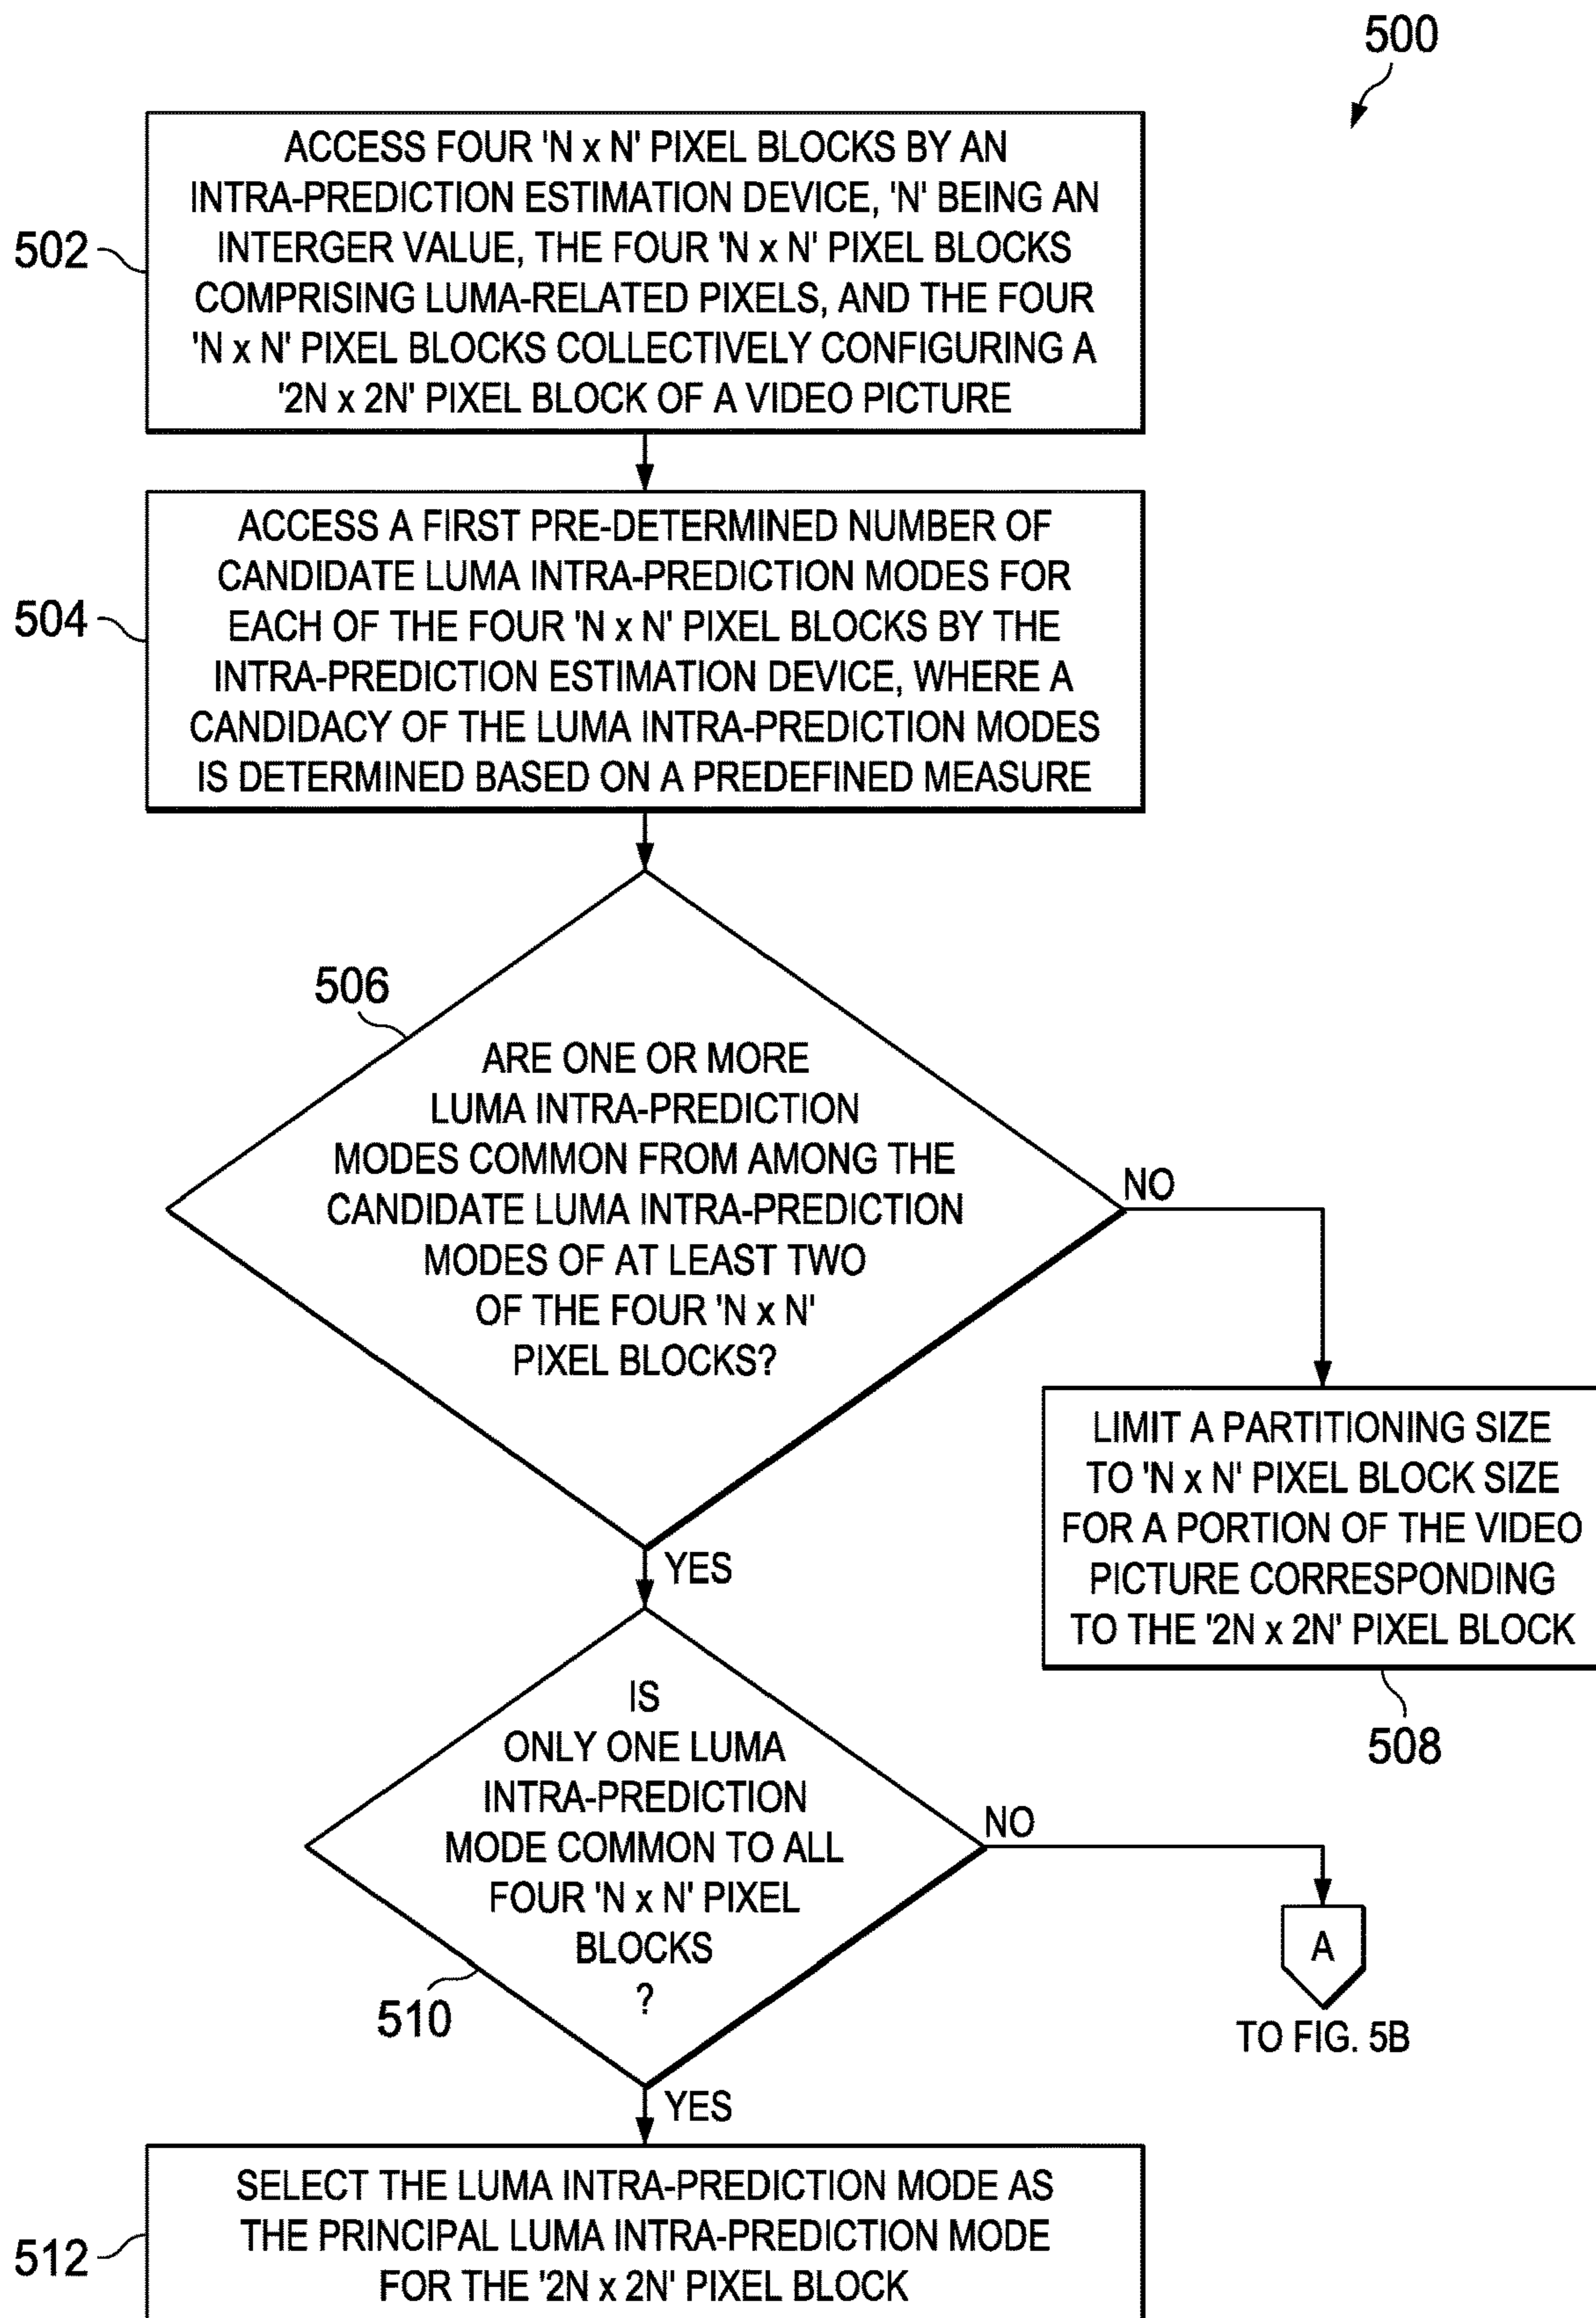 500
ACCESS FOUR 'N x N' PIXEL BLOCKS BY AN
INTRA-PREDICTION ESTIMATION DEVICE, 'N' BEING AN
INTERGER VALUE, THE FOUR 'N x N' PIXEL BLOCKS
COMPRISING LUMA-RELATED PIXELS, AND THE FOUR
'N x N' PIXEL BLOCKS COLLECTIVELY CONFIGURING A
'2N x 2N' PIXEL BLOCK OF A VIDEO PICTURE
502
ACCESS A FIRST PRE-DETERMINED NUMBER OF
CANDIDATE LUMA INTRA-PREDICTION MODES FOR
EACH OF THE FOUR 'N x N' PIXEL BLOCKS BY THE
INTRA-PREDICTION ESTIMATION DEVICE, WHERE A
CANDIDACY OF THE LUMA INTRA-PREDICTION MODES
IS DETERMINED BASED ON A PREDEFINED MEASURE
504
506
ARE ONE OR MORE
LUMA INTRA-PREDICTION
MODES COMMON FROM AMONG THE
CANDIDATE LUMA INTRA-PREDICTION
MODES OF AT LEAST TWO
OF THE FOUR 'N x N'
PIXEL BLOCKS?
NO
LIMIT A PARTITIONING SIZE
TO 'N x N' PIXEL BLOCK SIZE
FOR A PORTION OF THE VIDEO
PICTURE CORRESPONDING
TO THE '2N x 2N' PIXEL BLOCK
508
YES
IS
ONLY ONE LUMA
INTRA-PREDICTION
MODE COMMON TO ALL
FOUR 'N x N' PIXEL
BLOCKS
?
510
NO
A
TO FIG. 5B
YES
SELECT THE LUMA INTRA-PREDICTION MODE AS
THE PRINCIPAL LUMA INTRA-PREDICTION MODE
FOR THE '2N x 2N' PIXEL BLOCK
512